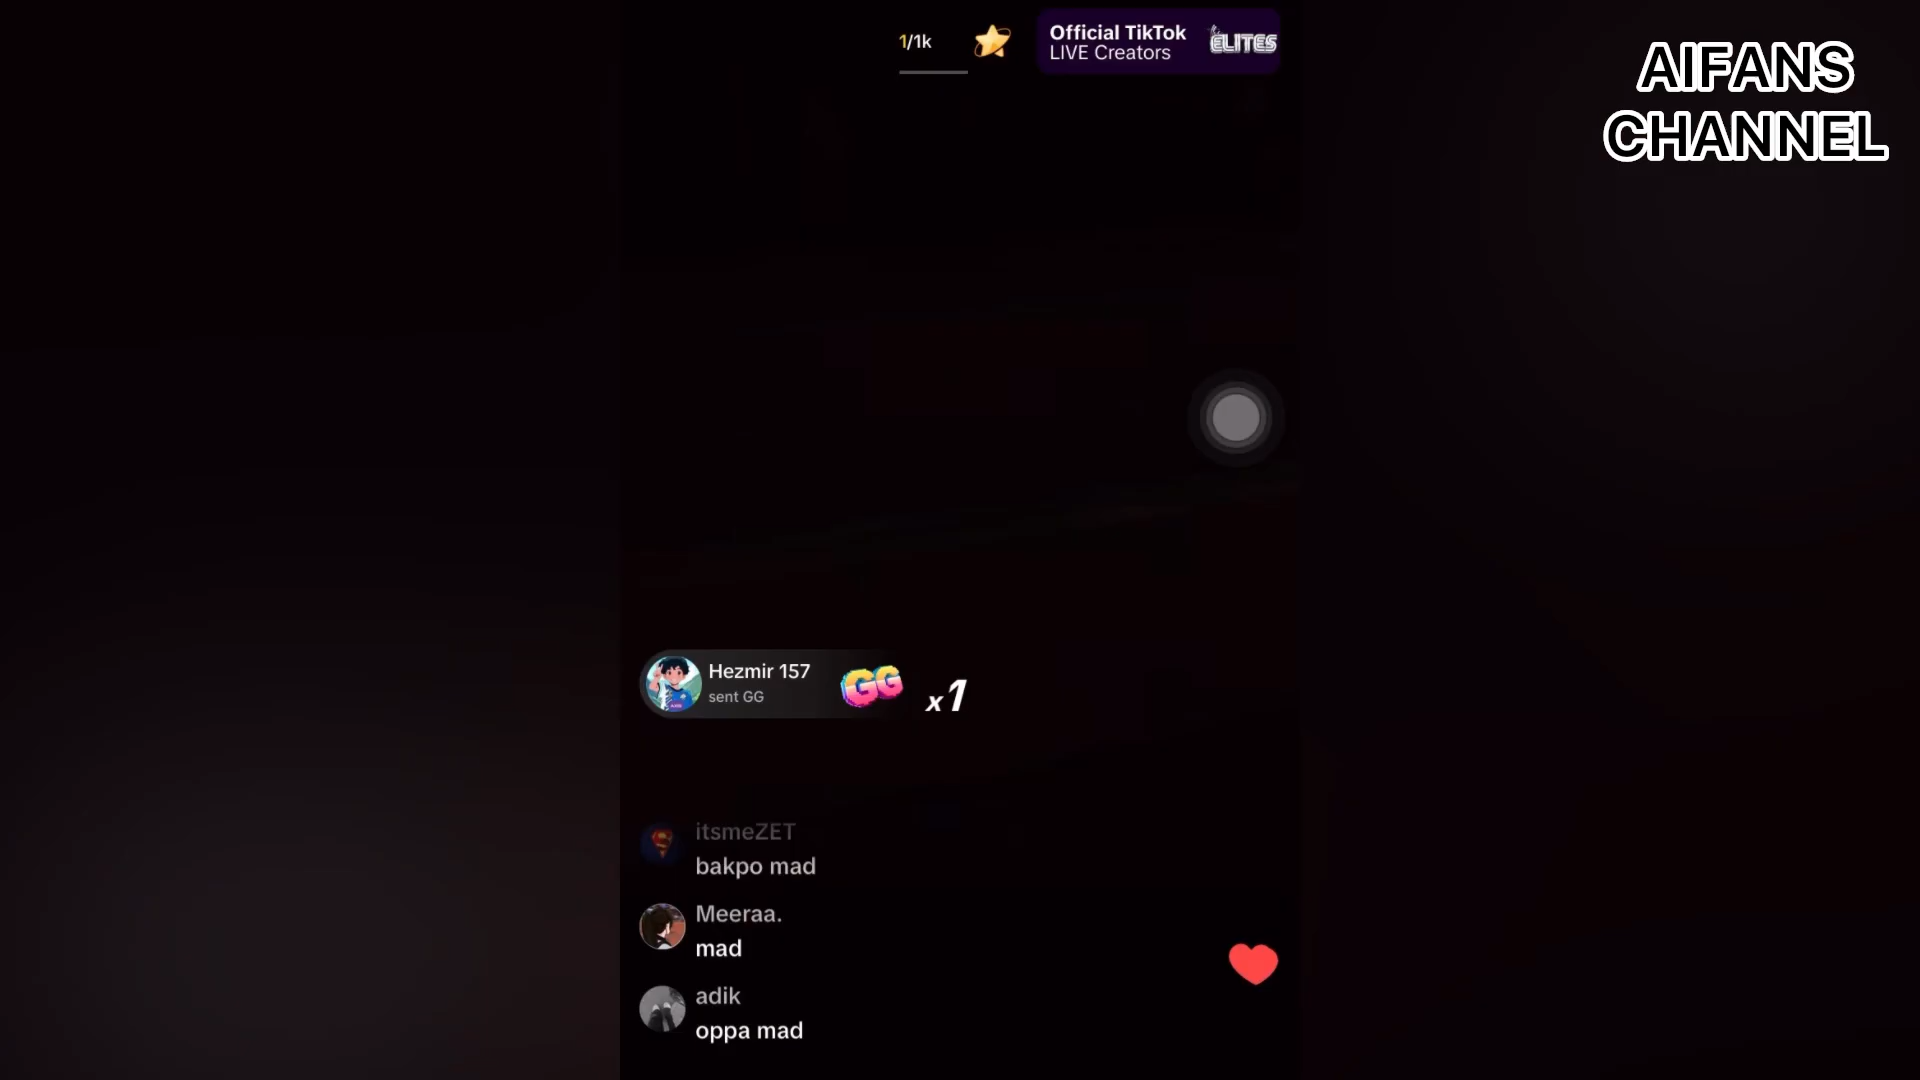 1/1k
Official TikTok
LIVE Creators
ELITES
AIFANS
CHANNEL
Hezmir 157
sent GG
GG
x1
itsmeZET
bakpo mad
Meeraa.
mad
adik
oppa mad